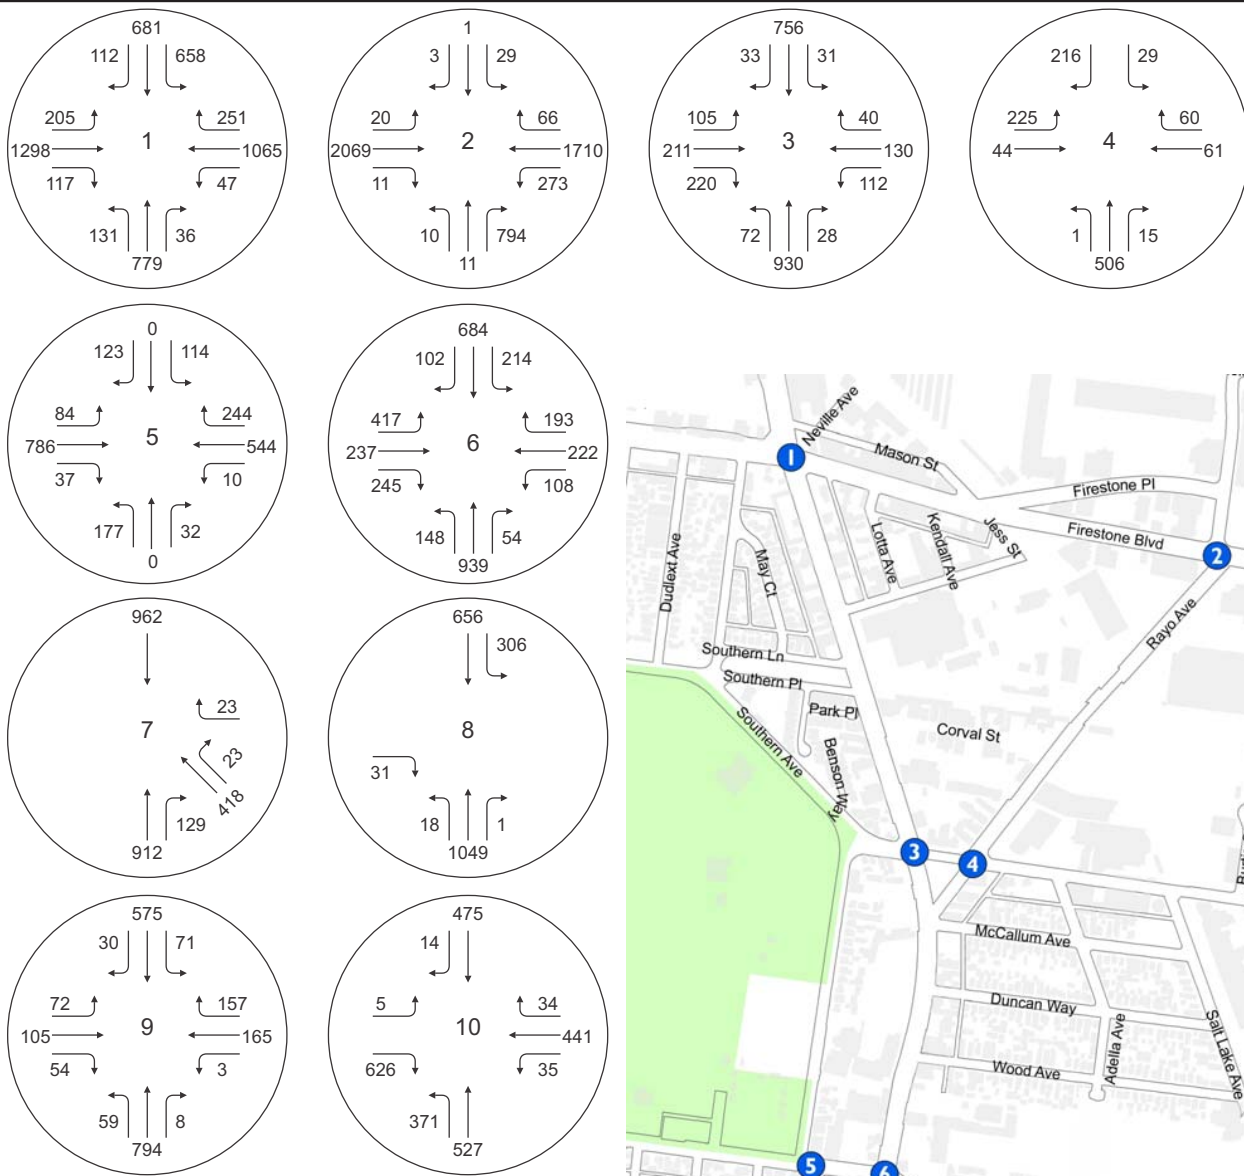 681
112 658
205 251
1298 1 1065
117 47
131 36
779
1
3 29
20 66
2069 2 1710
11 273
10 794
11
756
33 31
105 40
211 3 130
220 112
72 28
930
216 29
225 60
44 4 61
1 15
506
0
123 114
84 244
786 5 544
37 10
177 32
0
684
102 214
417 193
237 6 222
245 108
148 54
939
962
7
23
23
418
129
912
656
306
8
31
18 1
1049
575
30 71
72 157
105 9 165
54 3
59 8
794
475
14
5 34
10 441
626 35
371
527
Neville Ave
1
Mason St
Firestone Pl
Firestone Blvd
2
Jess St
Kendall Ave
Lotta Ave
May Ct
Dudlext Ave
Rayo Ave
Southern Ln
Southern Pl
Park Pl
Southern Ave
Benson Way
Corval St
3
4
McCallum Ave
Duncan Way
Adella Ave
Salt Lake Ave
Wood Ave
5
6